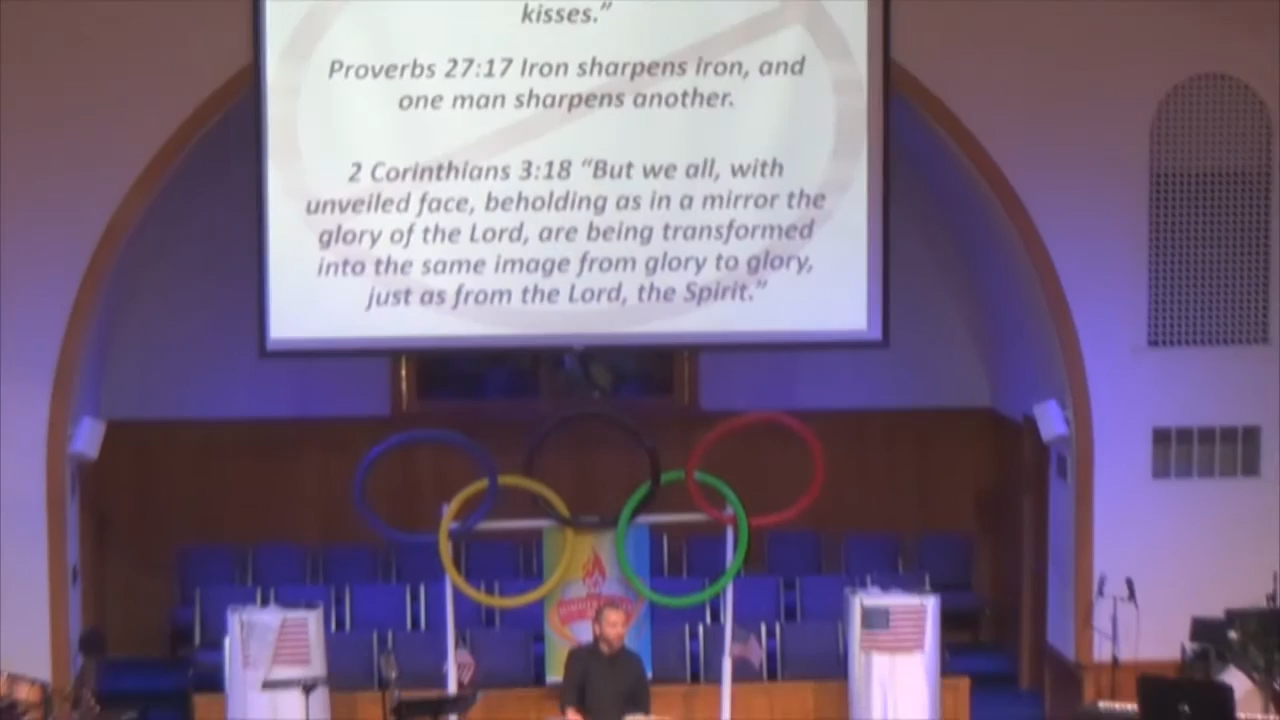 kisses.”
Proverbs 27:17 Iron sharpens iron, and
one man sharpens another.
2 Corinthians 3:18 “But we all, with
unveiled face, beholding as in a mirror the
glory of the Lord, are being transformed
into the same image from glory to glory,
just as from the Lord, the Spirit.”